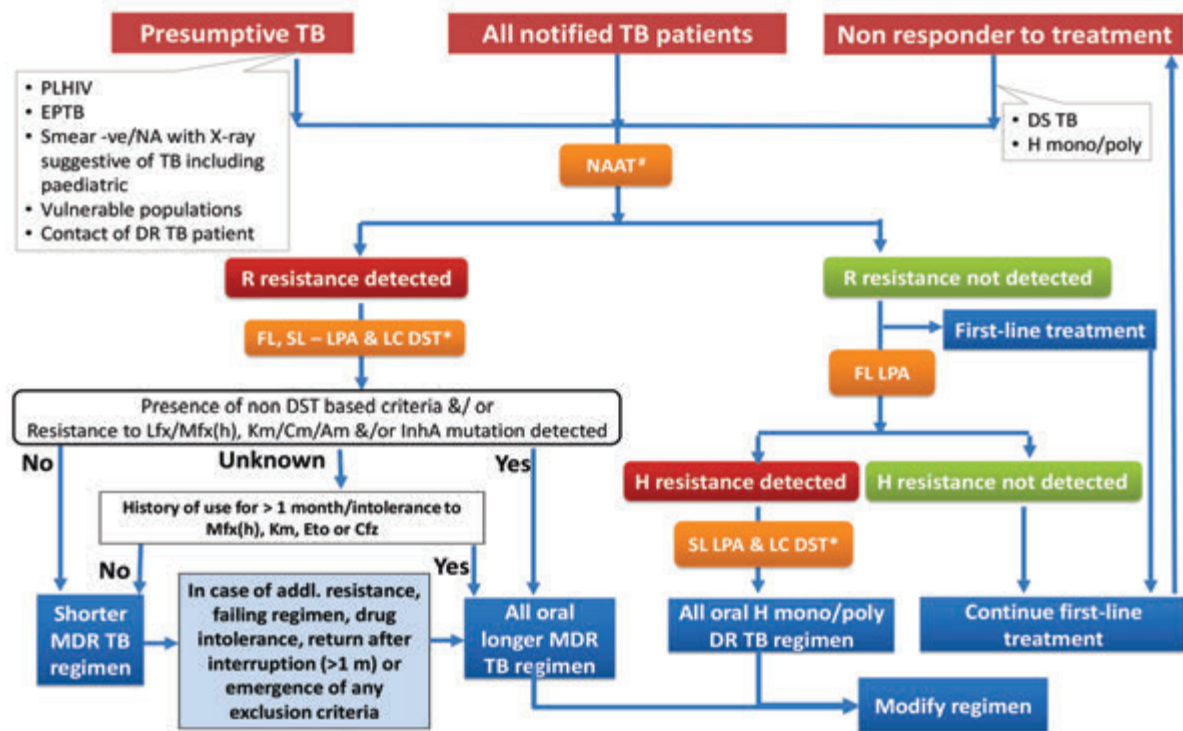 Presumptive TB
All notified TB patients
Non responder to treatment
• PLHIV
• EPTB
• Smear -ve/NA with X-ray
suggestive of TB including
paediatric
• Vulnerable populations
• Contact of DR TB patient
• DS TB
• H mono/poly
NAAT#
R resistance detected
R resistance not detected
FL, SL – LPA & LC DST*
First-line treatment
FL LPA
Presence of non DST based criteria &/ or
Resistance to Lfx/Mfx(h), Km/Cm/Am &/or InhA mutation detected
No
Unknown
Yes
H resistance detected
H resistance not detected
History of use for > 1 month/intolerance to
Mfx(h), Km, Eto or Cfz
SL LPA & LC DST*
No
Yes
Shorter
MDR TB
regimen
In case of addl. resistance,
failing regimen, drug
intolerance, return after
interruption (>1 m) or
emergence of any
exclusion criteria
All oral
longer MDR
TB regimen
All oral H mono/poly
DR TB regimen
Continue first-line
treatment
Modify regimen